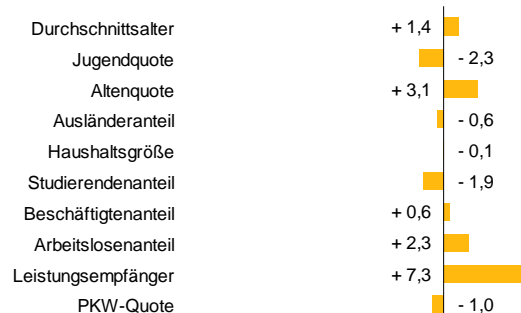 Durchschnittsalter + 1,4
Jugendquote - 2,3
Altenquote + 3,1
Ausländeranteil - 0,6
Haushaltsgröße - 0,1
Studierendenanteil - 1,9
Beschäftigtenanteil + 0,6
Arbeitslosenanteil + 2,3
Leistungsempfänger + 7,3
PKW-Quote - 1,0